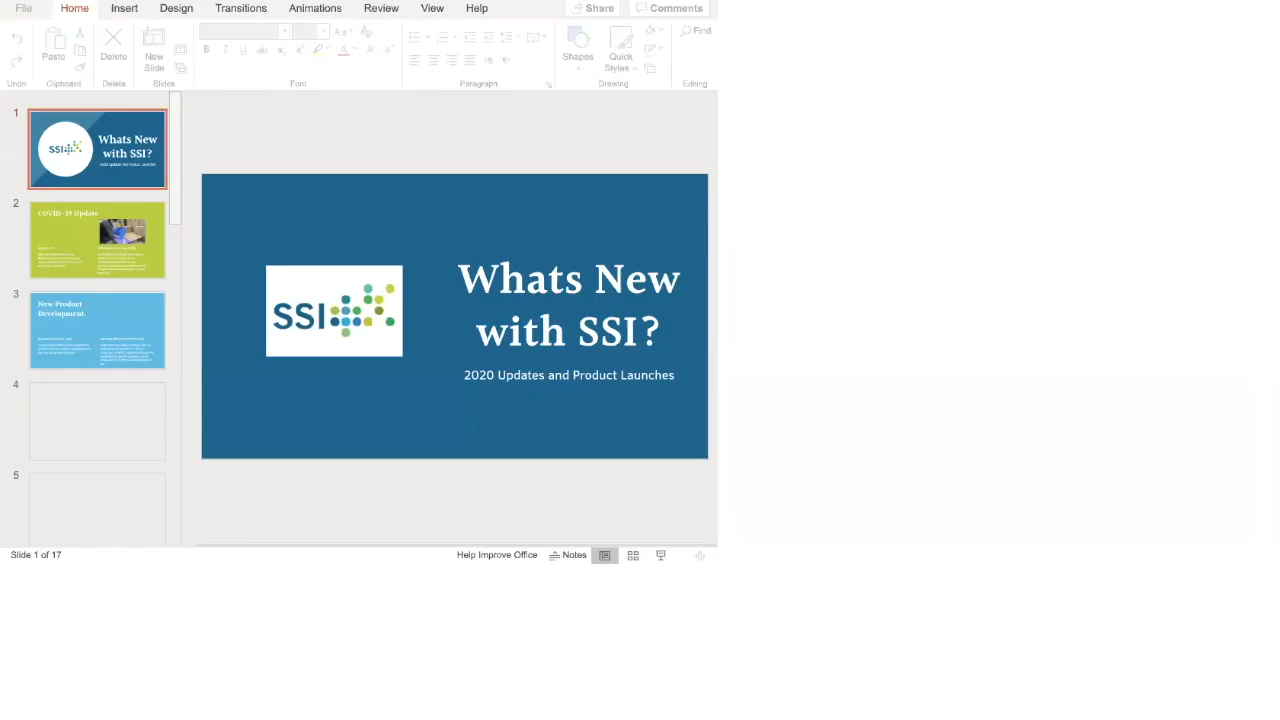 File Home Insert Design Transitions Animations Review View Help Share Comments
Find
Paste Delete New Slide Shapes Quick Styles
Undo Clipboard Delete Slides Font Paragraph Drawing Editing
1
Whats New
with SSI?
SSI
2
COVID-19 Update
3
New Product
Development.
4
5
SSI
Whats New
with SSI?
2020 Updates and Product Launches
Slide 1 of 17 Help Improve Office Notes